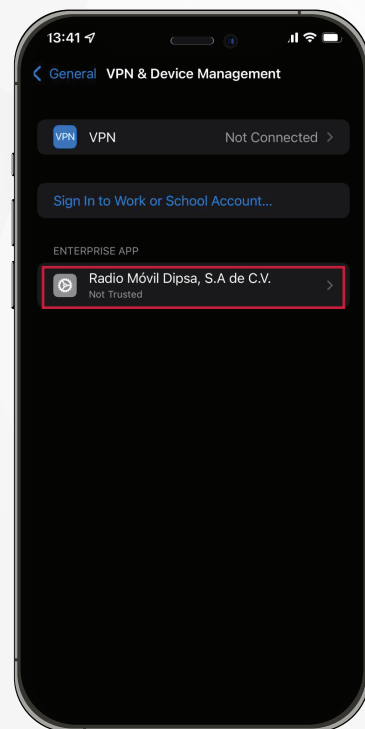 13:41
General VPN & Device Management
VPN VPN Not Connected
Sign In to Work or School Account...
ENTERPRISE APP
Radio Móvil Dipsa, S.A de C.V.
Not Trusted